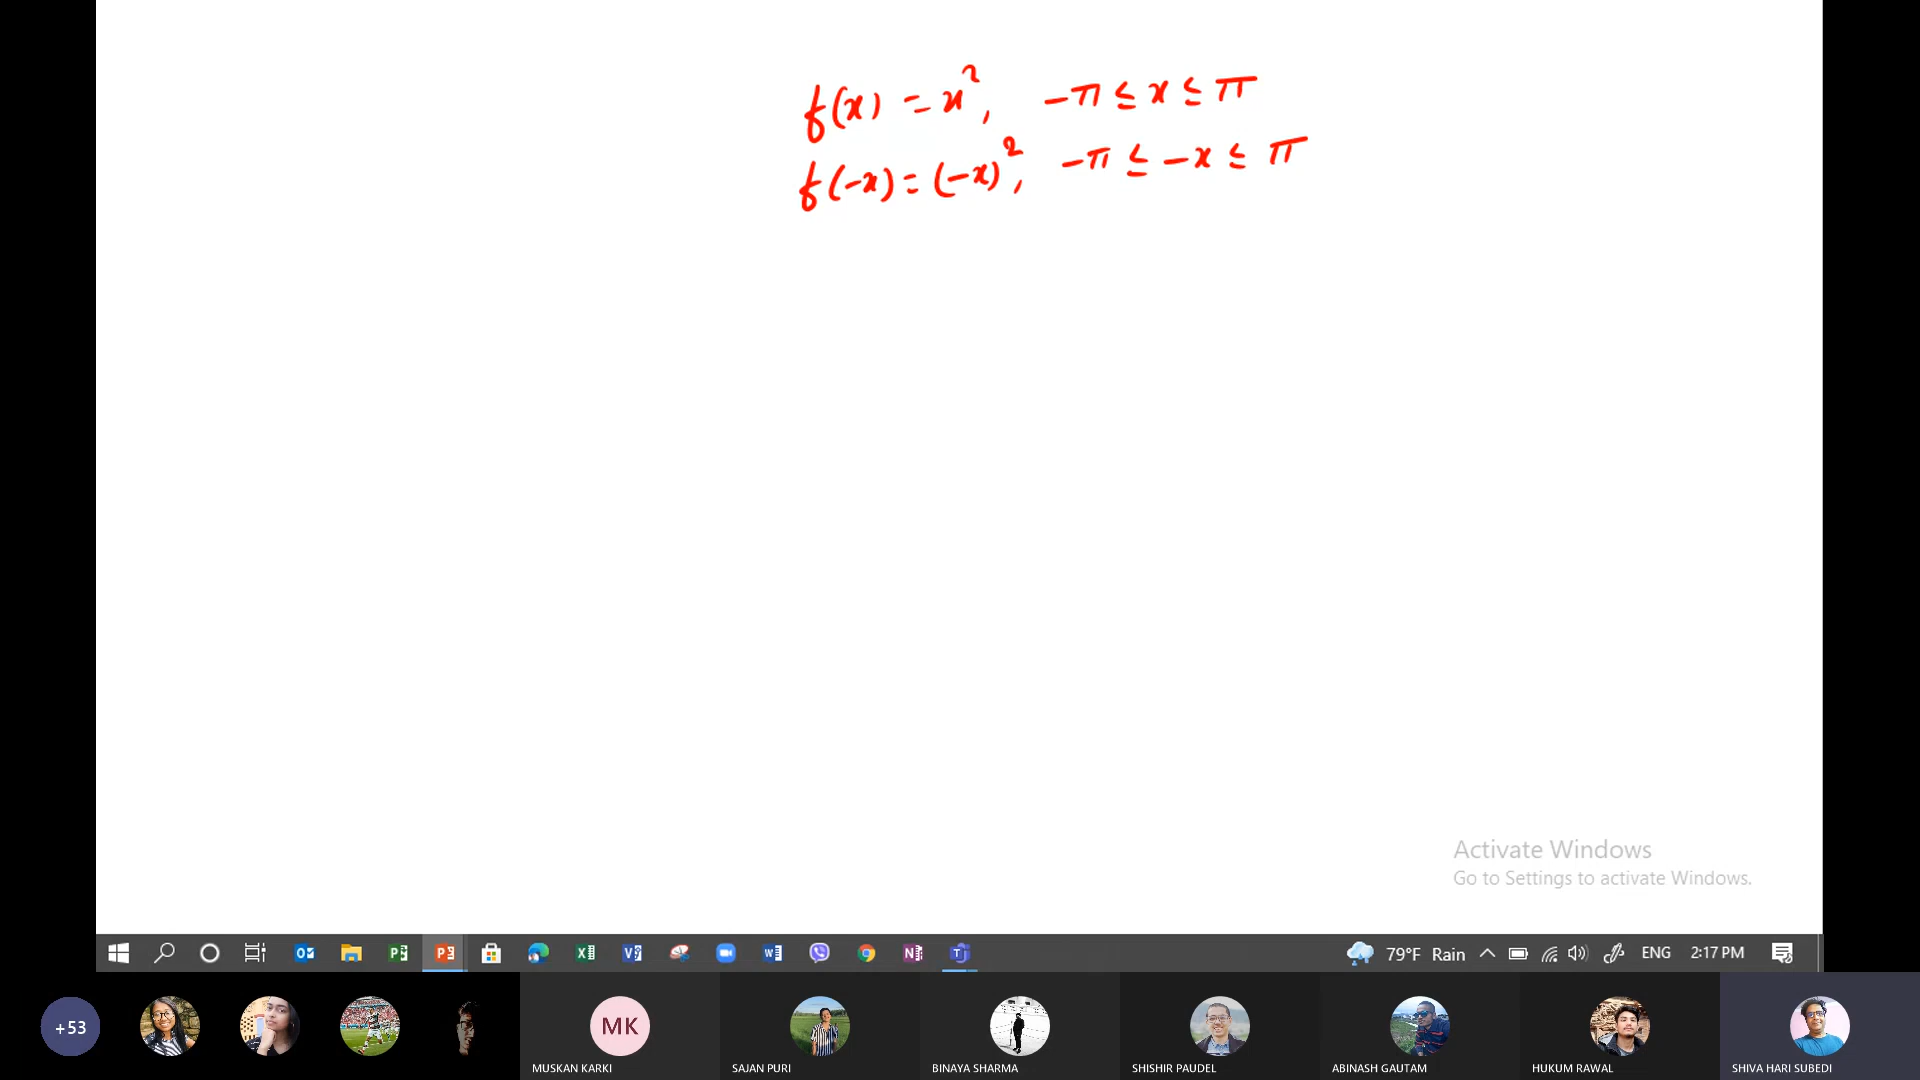 f(x) = x², -π ≤ x ≤ π
f(-x) = (-x)², -π ≤ -x ≤ π
Activate Windows
Go to Settings to activate Windows.
79°F Rain ENG 2:17 PM
+53
MK
MUSKAN KARKI SAJAN PURI BINAYA SHARMA SHISHIR PAUDEL ABINASH GAUTAM HUKUM RAWAL SHIVA HARI SUBEDI